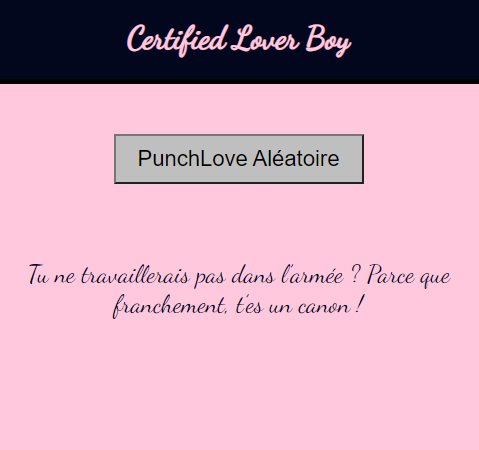 Certified Lover Boy
PunchLove Aléatoire
Tu ne travaillerais pas dans l'armée ? Parce que
franchement, t'es un canon !